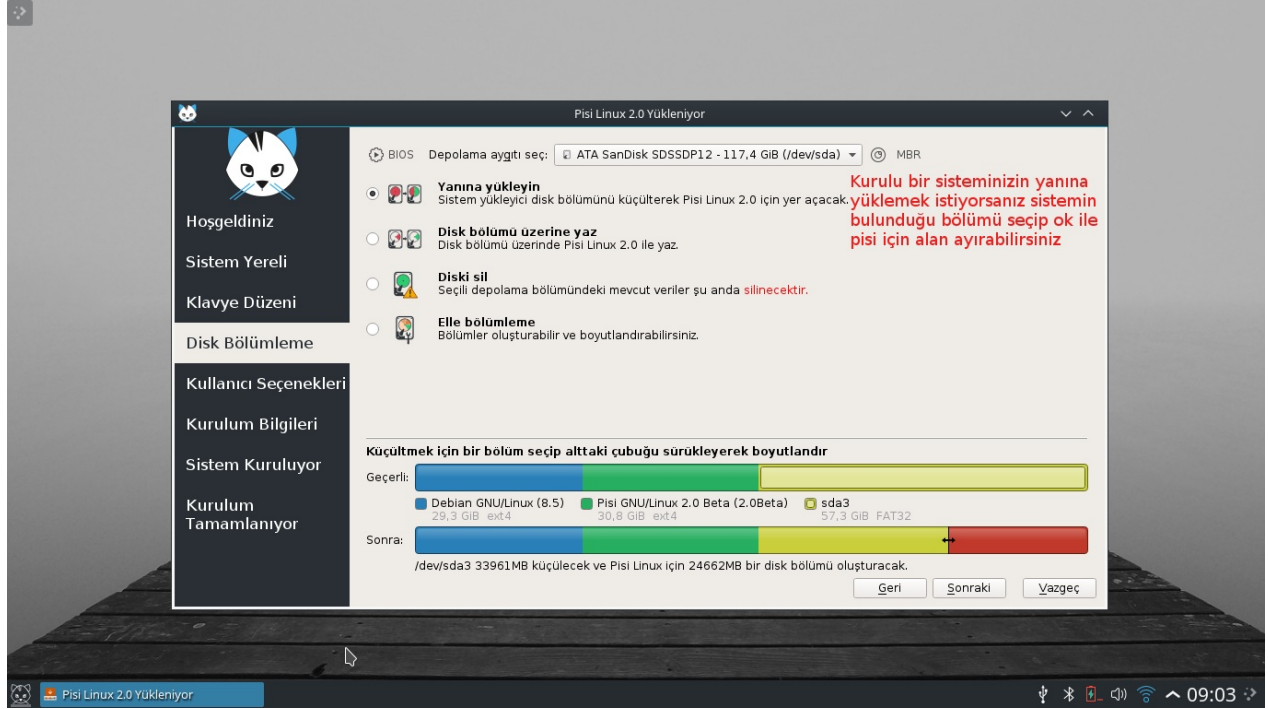 Pisi Linux 2.0 Yükleniyor
BIOS Depolama aygıtı seç: ATA SanDisk SDSSDP12 - 117,4 GiB (/dev/sda) MBR
Hoşgeldiniz
Sistem Yereli
Klavye Düzeni
Disk Bölümleme
Kullanıcı Seçenekleri
Kurulum Bilgileri
Sistem Kuruluyor
Kurulum
Tamamlanıyor
Yanına yükleyin
Sistem yükleyici disk bölümünü küçülterek Pisi Linux 2.0 için yer açacak.
Disk bölümü üzerine yaz
Disk bölümü üzerinde Pisi Linux 2.0 ile yaz.
Diski sil
Seçili depolama bölümündeki mevcut veriler şu anda silinecektir.
Elle bölümleme
Bölümler oluşturabilir ve boyutlandırabilirsiniz.
Kurulu bir sisteminizin yanına
yüklemek istiyorsanız sistemin
bulunduğu bölümü seçip ok ile
pisi için alan ayırabilirsiniz
Küçültmek için bir bölüm seçip alttaki çubuğu sürükleyerek boyutlandır
Geçerli:
Debian GNU/Linux (8.5) Pisi GNU/Linux 2.0 Beta (2.0Beta) sda3
29,3 GiB ext4 30,8 GiB ext4 57,3 GiB FAT32
Sonra:
/dev/sda3 33961MB küçülecek ve Pisi Linux için 24662MB bir disk bölümü oluşturacak.
Geri Sonraki Vazgeç
Pisi Linux 2.0 Yükleniyor 09:03